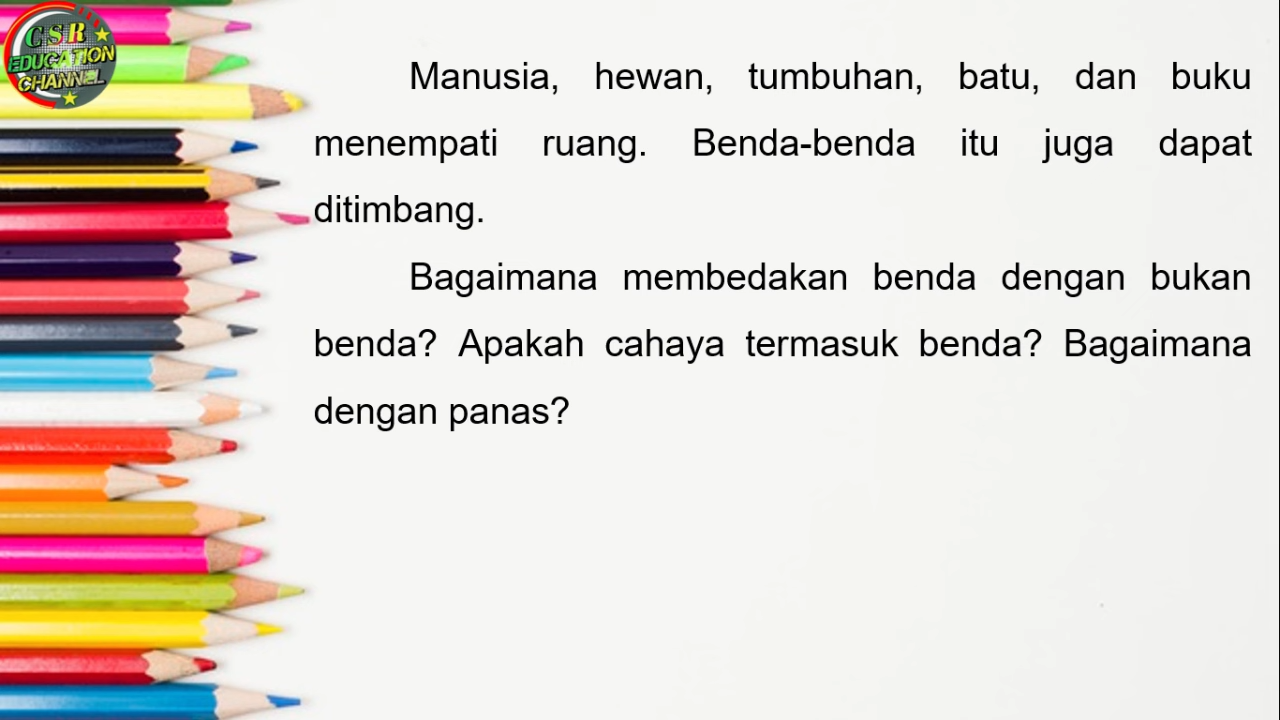 CSR
EDUCATION
CHANNEL
Manusia, hewan, tumbuhan, batu, dan buku
menempati ruang. Benda-benda itu juga dapat
ditimbang.
Bagaimana membedakan benda dengan bukan
benda? Apakah cahaya termasuk benda? Bagaimana
dengan panas?